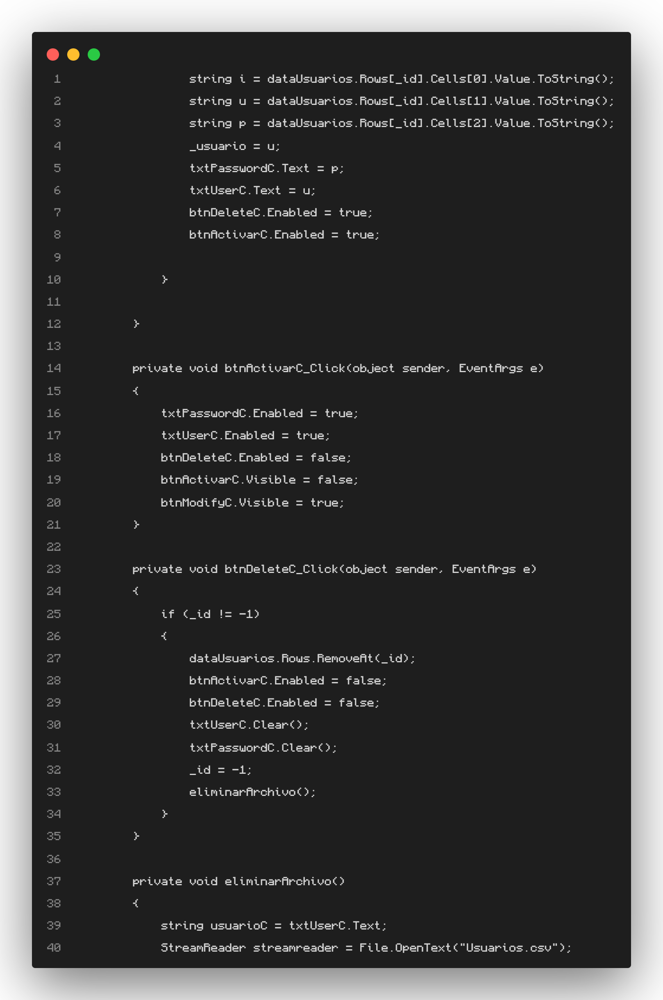 1 string i = dataUsuarios.Rows[_id].Cells[0].Value.ToString();
2 string u = dataUsuarios.Rows[_id].Cells[1].Value.ToString();
3 string p = dataUsuarios.Rows[_id].Cells[2].Value.ToString();
4 _usuario = u;
5 txtPasswordC.Text = p;
6 txtUserC.Text = u;
7 btnDeleteC.Enabled = true;
8 btnActivarC.Enabled = true;
9
10 }
11
12 }
13
14 private void btnActivarC_Click(object sender, EventArgs e)
15 {
16 txtPasswordC.Enabled = true;
17 txtUserC.Enabled = true;
18 btnDeleteC.Enabled = false;
19 btnActivarC.Visible = false;
20 btnModifyC.Visible = true;
21 }
22
23 private void btnDeleteC_Click(object sender, EventArgs e)
24 {
25 if (_id != -1)
26 {
27 dataUsuarios.Rows.RemoveAt(_id);
28 btnActivarC.Enabled = false;
29 btnDeleteC.Enabled = false;
30 txtUserC.Clear();
31 txtPasswordC.Clear();
32 _id = -1;
33 eliminarArchivo();
34 }
35 }
36
37 private void eliminarArchivo()
38 {
39 string usuarioC = txtUserC.Text;
40 StreamReader streamreader = File.OpenText("Usuarios.csv");